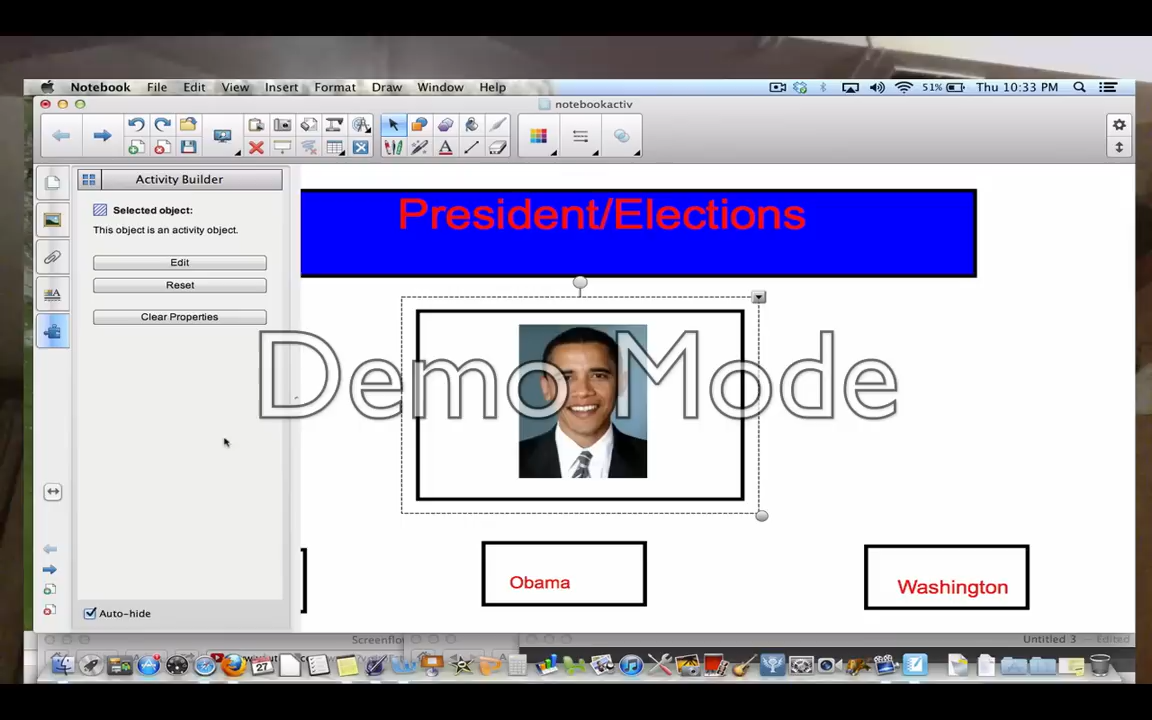 Notebook File Edit View Insert Format Draw Window Help 51% Thu 10:33 PM
notebookactiv
Activity Builder
Selected object:
This object is an activity object.
Edit
Reset
Clear Properties
Auto-hide
President/Elections
Demo Mode
Obama
Washington
Screenflo
Untitled 3 — Edited
27